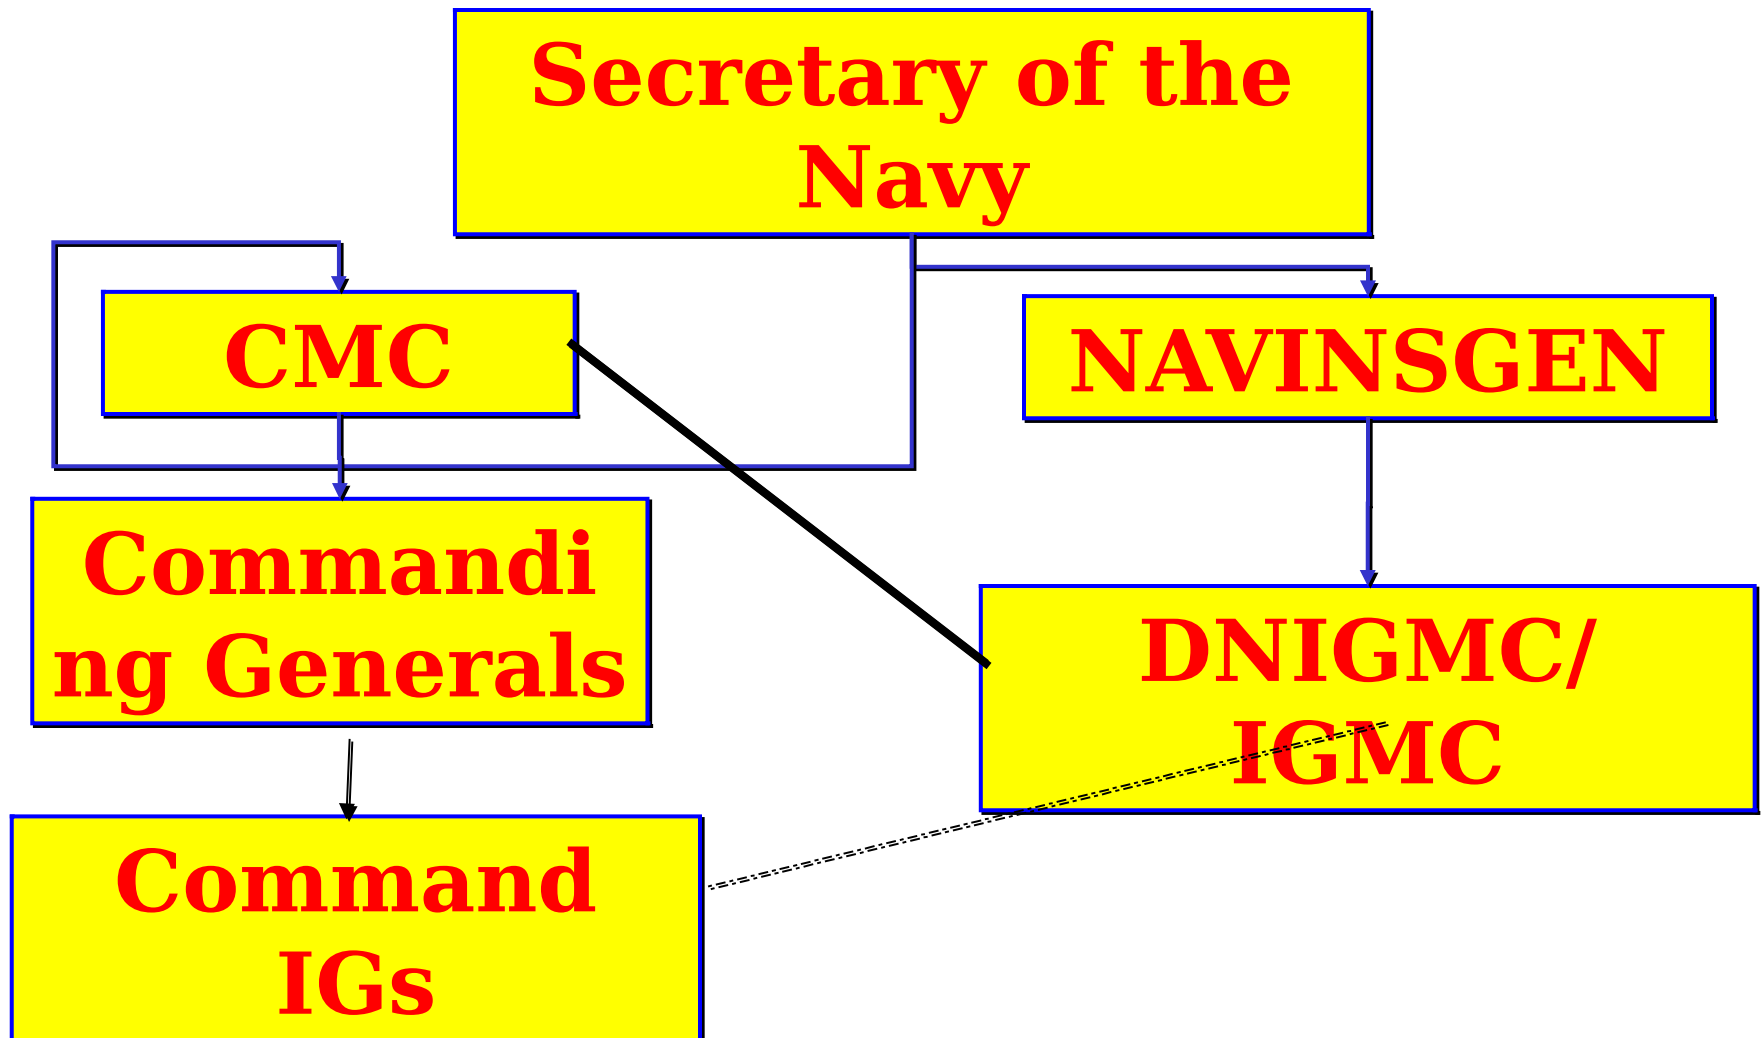 Secretary of the
Navy
CMC
NAVINSGEN
Commandi
ng Generals
DNIGMC/
IGMC
Command
IGs